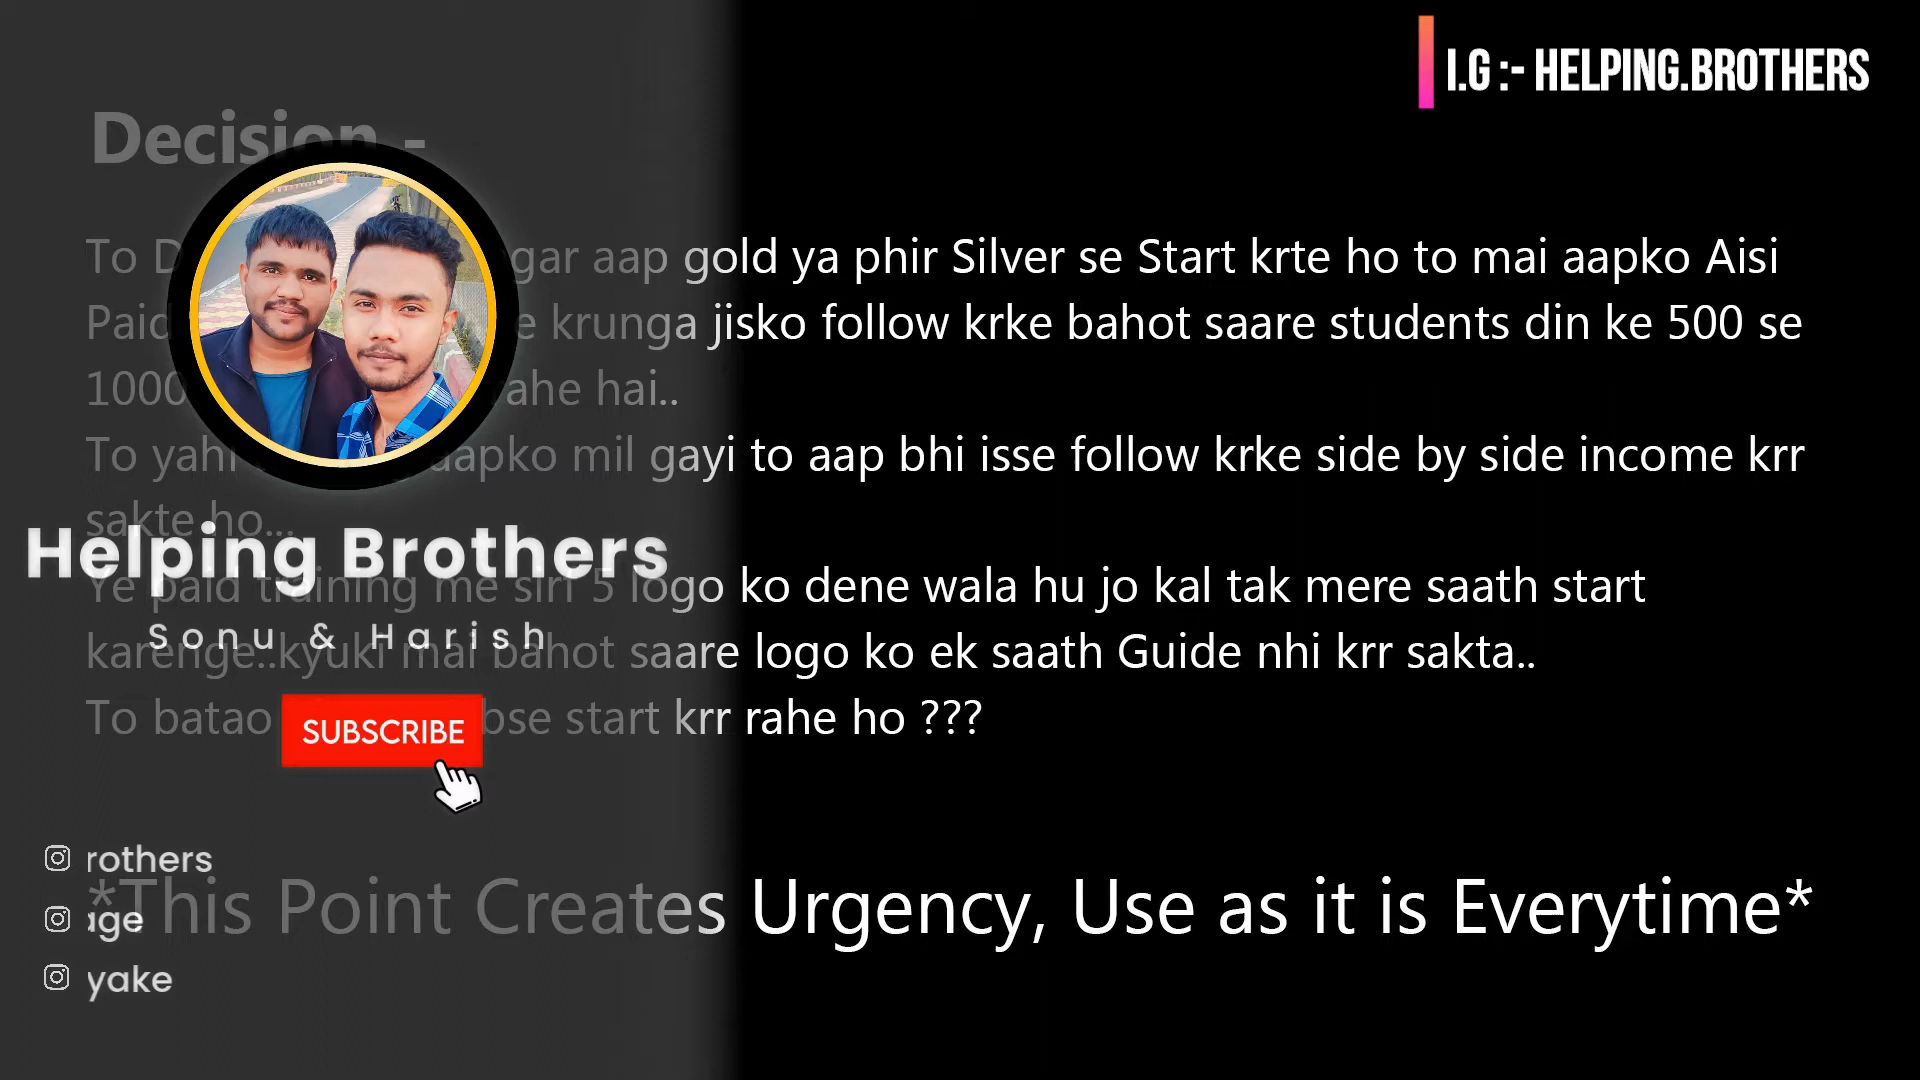 I.G :- HELPING.BROTHERS
Decision -
To gar aap gold ya phir Silver se Start krte ho to mai aapko Aisi
Paid krunga jisko follow krke bahot saare students din ke 500 se
1000 rahe hai..
To yahi aapko mil gayi to aap bhi isse follow krke side by side income krr
sakte ho...
Helping Brothers
Ye paid training me sirf 5 logo ko dene wala hu jo kal tak mere saath start
Sonu & Harish
karenge..kyuki mai bahot saare logo ko ek saath Guide nhi krr sakta..
To batao bse start krr rahe ho ???
SUBSCRIBE
rothers
*This Point Creates Urgency, Use as it is Everytime*
age
yake